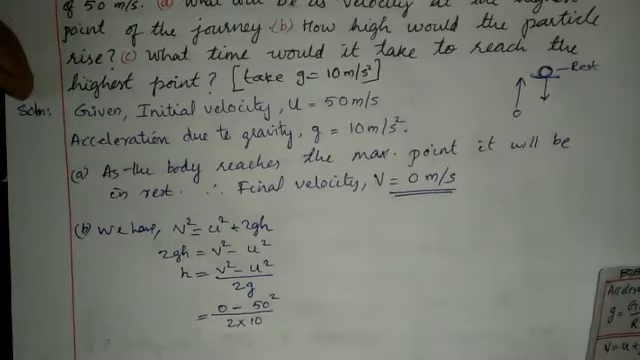 of 50 m/s. (a) What will be its velocity at the highest
point of the journey (b) How high would the particle
rise? (c) What time would it take to reach the
highest point? [take g = 10 m/s²]
Rest
Soln:
Given, Initial velocity, u = 50 m/s
Acceleration due to gravity, g = 10 m/s².
(a) As the body reaches the max. point it will be
in rest. ∴ Final velocity, V = 0 m/s
(b) We have, v² = u² + 2gh
2gh = v² - u²
h = v² - u² / 2g
= 0 - 50² / 2×10
Accelera
g =
V = u +